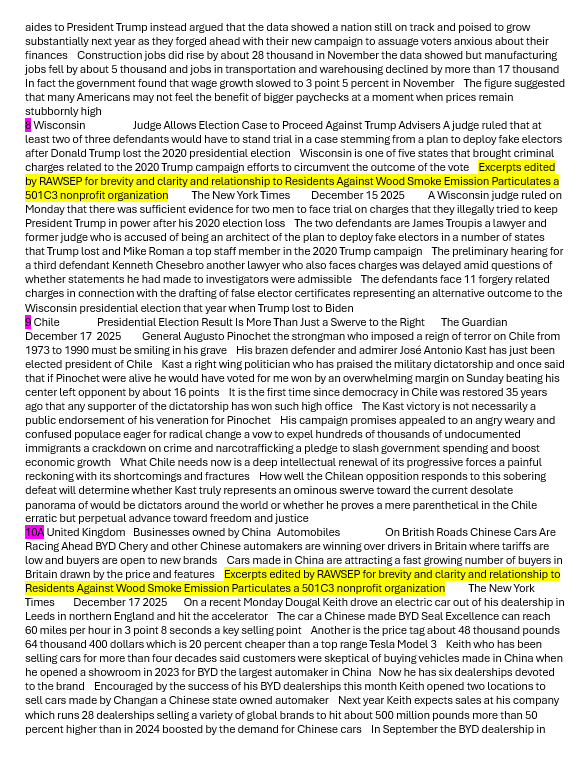 aides to President Trump instead argued that the data showed a nation still on track and poised to grow
substantially next year as they forged ahead with their new campaign to assuage voters anxious about their
finances Construction jobs did rise by about 28 thousand in November the data showed but manufacturing
jobs fell by about 5 thousand and jobs in transportation and warehousing declined by more than 17 thousand
In fact the government found that wage growth slowed to 3 point 5 percent in November The figure suggested
that many Americans may not feel the benefit of bigger paychecks at a moment when prices remain
stubbornly high
8 Wisconsin Judge Allows Election Case to Proceed Against Trump Advisers A judge ruled that at
least two of three defendants would have to stand trial in a case stemming from a plan to deploy fake electors
after Donald Trump lost the 2020 presidential election Wisconsin is one of five states that brought criminal
charges related to the 2020 Trump campaign efforts to circumvent the outcome of the vote Excerpts edited
by RAWSEP for brevity and clarity and relationship to Residents Against Wood Smoke Emission Particulates a
501C3 nonprofit organization The New York Times December 15 2025 A Wisconsin judge ruled on
Monday that there was sufficient evidence for two men to face trial on charges that they illegally tried to keep
President Trump in power after his 2020 election loss The two defendants are James Troupis a lawyer and
former judge who is accused of being an architect of the plan to deploy fake electors in a number of states
that Trump lost and Mike Roman a top staff member in the 2020 Trump campaign The preliminary hearing for
a third defendant Kenneth Chesebro another lawyer who also faces charges was delayed amid questions of
whether statements he had made to investigators were admissible The defendants face 11 forgery related
charges in connection with the drafting of false elector certificates representing an alternative outcome to the
Wisconsin presidential election that year when Trump lost to Biden
9 Chile Presidential Election Result Is More Than Just a Swerve to the Right The Guardian
December 17 2025 General Augusto Pinochet the strongman who imposed a reign of terror on Chile from
1973 to 1990 must be smiling in his grave His brazen defender and admirer José Antonio Kast has just been
elected president of Chile Kast a right wing politician who has praised the military dictatorship and once said
that if Pinochet were alive he would have voted for me won by an overwhelming margin on Sunday beating his
center left opponent by about 16 points It is the first time since democracy in Chile was restored 35 years
ago that any supporter of the dictatorship has won such high office The Kast victory is not necessarily a
public endorsement of his veneration for Pinochet His campaign promises appealed to an angry weary and
confused populace eager for radical change a vow to expel hundreds of thousands of undocumented
immigrants a crackdown on crime and narcotrafficking a pledge to slash government spending and boost
economic growth What Chile needs now is a deep intellectual renewal of its progressive forces a painful
reckoning with its shortcomings and fractures How well the Chilean opposition responds to this sobering
defeat will determine whether Kast truly represents an ominous swerve toward the current desolate
panorama of would be dictators around the world or whether he proves a mere parenthetical in the Chile
erratic but perpetual advance toward freedom and justice
10A United Kingdom Businesses owned by China Automobiles On British Roads Chinese Cars Are
Racing Ahead BYD Chery and other Chinese automakers are winning over drivers in Britain where tariffs are
low and buyers are open to new brands Cars made in China are attracting a fast growing number of buyers in
Britain drawn by the price and features Excerpts edited by RAWSEP for brevity and clarity and relationship to
Residents Against Wood Smoke Emission Particulates a 501C3 nonprofit organization The New York
Times December 17 2025 On a recent Monday Dougal Keith drove an electric car out of his dealership in
Leeds in northern England and hit the accelerator The car a Chinese made BYD Seal Excellence can reach
60 miles per hour in 3 point 8 seconds a key selling point Another is the price tag about 48 thousand pounds
64 thousand 400 dollars which is 20 percent cheaper than a top range Tesla Model 3 Keith who has been
selling cars for more than four decades said customers were skeptical of buying vehicles made in China when
he opened a showroom in 2023 for BYD the largest automaker in China Now he has six dealerships devoted
to the brand Encouraged by the success of his BYD dealerships this month Keith opened two locations to
sell cars made by Changan a Chinese state owned automaker Next year Keith expects sales at his company
which runs 28 dealerships selling a variety of global brands to hit about 500 million pounds more than 50
percent higher than in 2024 boosted by the demand for Chinese cars In September the BYD dealership in